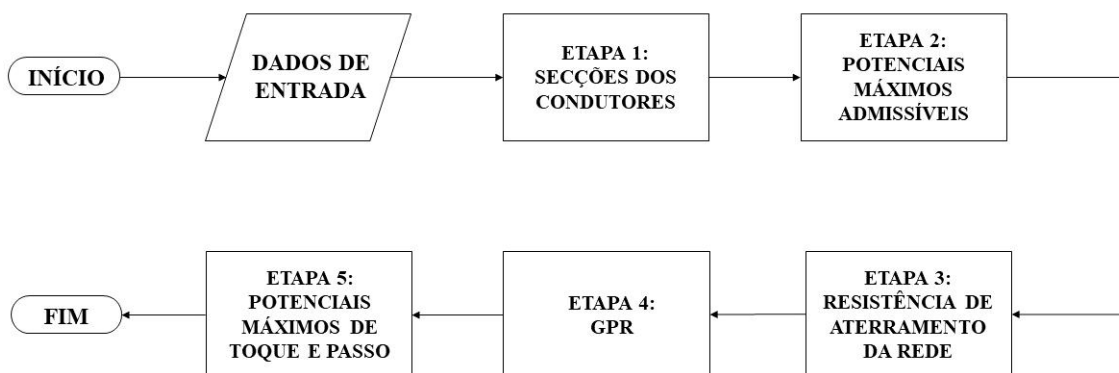 INÍCIO
DADOS DE
ENTRADA
ETAPA 1:
SECÇÕES DOS
CONDUTORES
ETAPA 2:
POTENCIAIS
MÁXIMOS
ADMISSÍVEIS
ETAPA 3:
RESISTÊNCIA DE
ATERRAMENTO
DA REDE
ETAPA 4:
GPR
ETAPA 5:
POTENCIAIS
MÁXIMOS DE
TOQUE E PASSO
FIM